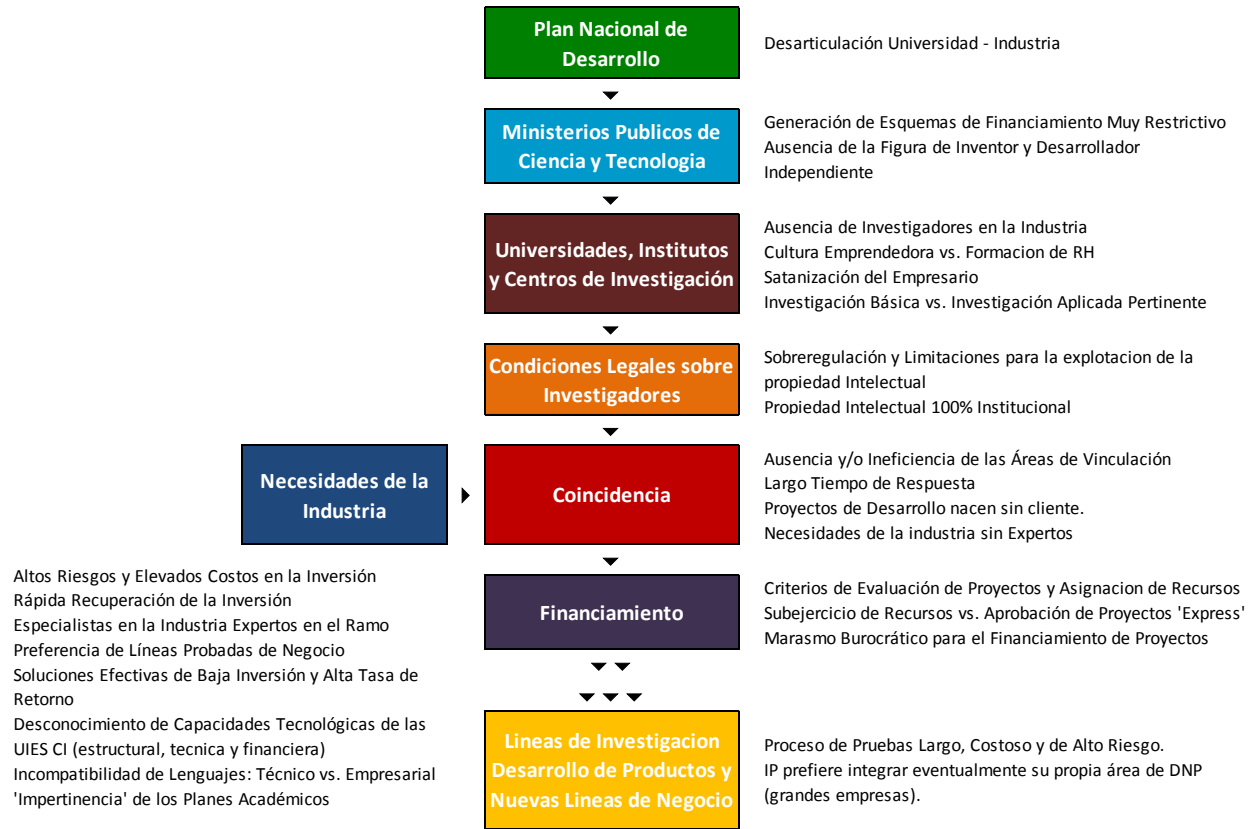 Plan Nacional de
Desarrollo
Desarticulación Universidad - Industria
Ministerios Publicos de
Ciencia y Tecnologia
Generación de Esquemas de Financiamiento Muy Restrictivo
Ausencia de la Figura de Inventor y Desarrollador
Independiente
Universidades, Institutos
y Centros de Investigación
Ausencia de Investigadores en la Industria
Cultura Emprendedora vs. Formacion de RH
Satanización del Empresario
Investigación Básica vs. Investigación Aplicada Pertinente
Condiciones Legales sobre
Investigadores
Sobreregulación y Limitaciones para la explotacion de la
propiedad Intelectual
Propiedad Intelectual 100% Institucional
Necesidades de la
Industria
Coincidencia
Ausencia y/o Ineficiencia de las Áreas de Vinculación
Largo Tiempo de Respuesta
Proyectos de Desarrollo nacen sin cliente.
Necesidades de la industria sin Expertos
Altos Riesgos y Elevados Costos en la Inversión
Rápida Recuperación de la Inversión
Especialistas en la Industria Expertos en el Ramo
Preferencia de Líneas Probadas de Negocio
Soluciones Efectivas de Baja Inversión y Alta Tasa de
Retorno
Desconocimiento de Capacidades Tecnológicas de las
UIES CI (estructural, tecnica y financiera)
Incompatibilidad de Lenguajes: Técnico vs. Empresarial
'Impertinencia' de los Planes Académicos
Financiamiento
Criterios de Evaluación de Proyectos y Asignacion de Recursos
Subejercicio de Recursos vs. Aprobación de Proyectos 'Express'
Marasmo Burocrático para el Financiamiento de Proyectos
Lineas de Investigacion
Desarrollo de Productos y
Nuevas Lineas de Negocio
Proceso de Pruebas Largo, Costoso y de Alto Riesgo.
IP prefiere integrar eventualmente su propia área de DNP
(grandes empresas).